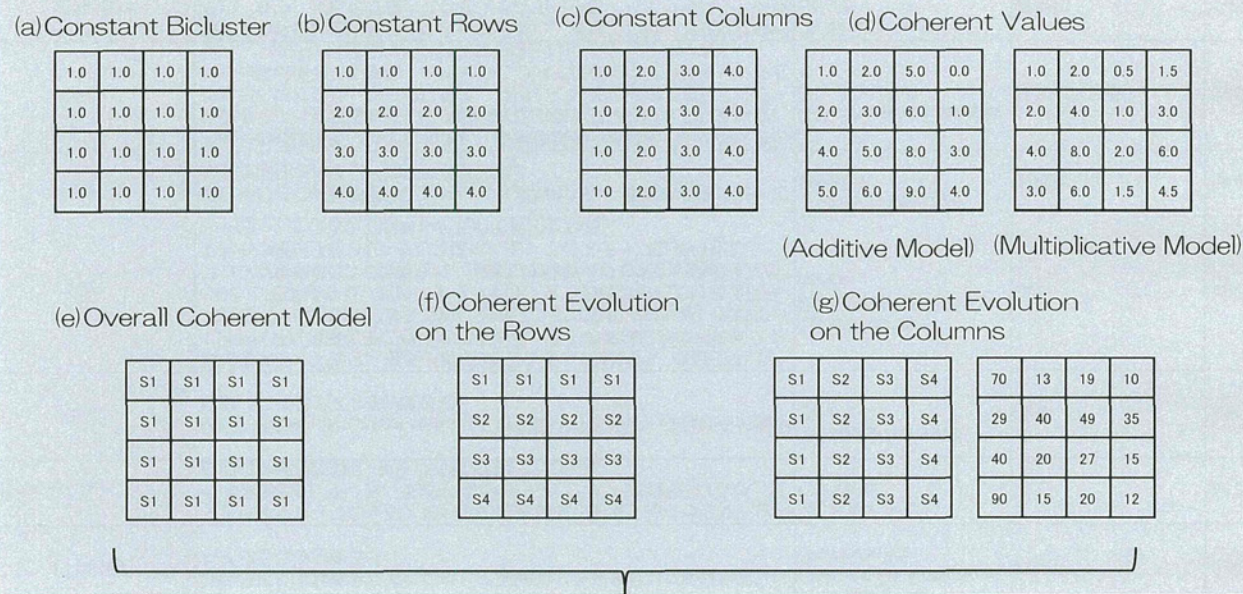 (a)Constant Bicluster (b)Constant Rows (c)Constant Columns (d)Coherent Values
1.0 1.0 1.0 1.0
1.0 1.0 1.0 1.0
1.0 1.0 1.0 1.0
1.0 1.0 1.0 1.0
1.0 1.0 1.0 1.0
2.0 2.0 2.0 2.0
3.0 3.0 3.0 3.0
4.0 4.0 4.0 4.0
1.0 2.0 3.0 4.0
1.0 2.0 3.0 4.0
1.0 2.0 3.0 4.0
1.0 2.0 3.0 4.0
1.0 2.0 5.0 0.0
2.0 3.0 6.0 1.0
4.0 5.0 8.0 3.0
5.0 6.0 9.0 4.0
1.0 2.0 0.5 1.5
2.0 4.0 1.0 3.0
4.0 8.0 2.0 6.0
3.0 6.0 1.5 4.5
(Additive Model) (Multiplicative Model)
(e)Overall Coherent Model
S1 S1 S1 S1
S1 S1 S1 S1
S1 S1 S1 S1
S1 S1 S1 S1
(f)Coherent Evolution
on the Rows
S1 S1 S1 S1
S2 S2 S2 S2
S3 S3 S3 S3
S4 S4 S4 S4
(g)Coherent Evolution
on the Columns
S1 S2 S3 S4
S1 S2 S3 S4
S1 S2 S3 S4
S1 S2 S3 S4
70 13 19 10
29 40 49 35
40 20 27 15
90 15 20 12